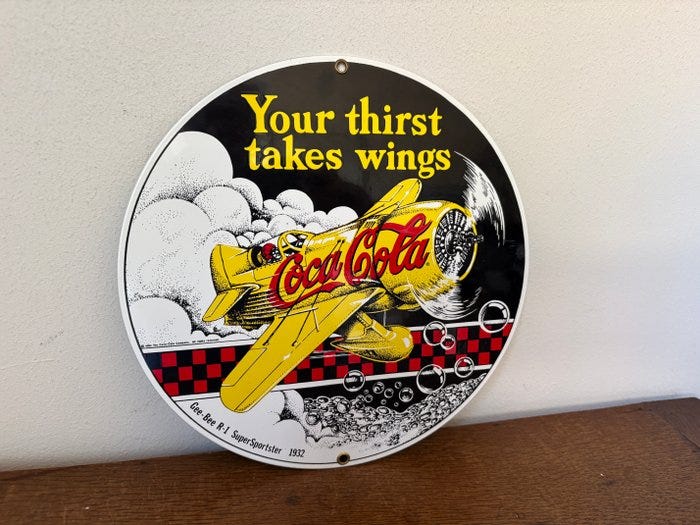 Your thirst
takes wings
Coca-Cola
Gee-Bee R-1 SuperSportster 1932